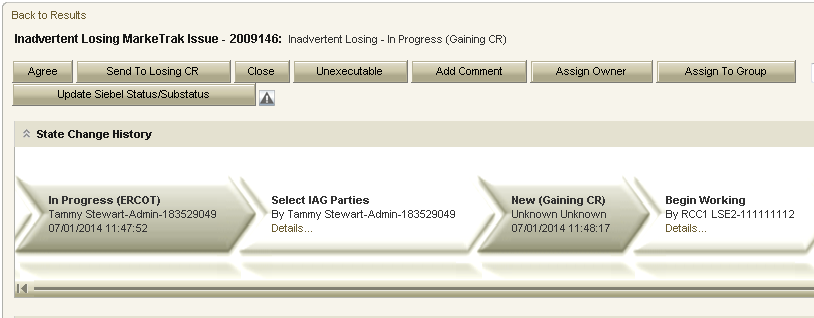 Back to Results
Inadvertent Losing MarkeTrak Issue - 2009146: Inadvertent Losing - In Progress (Gaining CR)
Agree Send To Losing CR Close Unexecutable Add Comment Assign Owner Assign To Group
Update Siebel Status/Substatus
State Change History
In Progress (ERCOT)
Tammy Stewart-Admin-183529049
07/01/2014 11:47:52
Select IAG Parties
By Tammy Stewart-Admin-183529049
Details...
New (Gaining CR)
Unknown Unknown
07/01/2014 11:48:17
Begin Working
By RCC1 LSE2-111111112
Details...